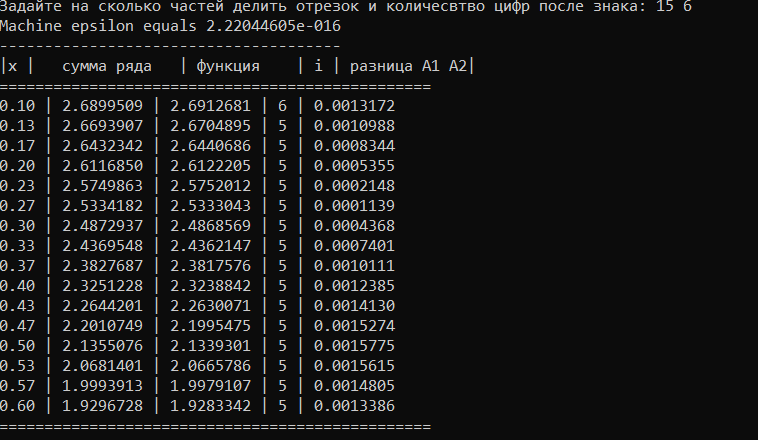 Задайте на сколько частей делить отрезок и количесвтво цифр после знака: 15 6
Machine epsilon equals 2.22044605e-016
--------------------------------------
|x |   сумма ряда   | функция    | i | разница A1 A2|
================================================
0.10 | 2.6899509 | 2.6912681 | 6 | 0.0013172
0.13 | 2.6693907 | 2.6704895 | 5 | 0.0010988
0.17 | 2.6432342 | 2.6440686 | 5 | 0.0008344
0.20 | 2.6116850 | 2.6122205 | 5 | 0.0005355
0.23 | 2.5749863 | 2.5752012 | 5 | 0.0002148
0.27 | 2.5334182 | 2.5333043 | 5 | 0.0001139
0.30 | 2.4872937 | 2.4868569 | 5 | 0.0004368
0.33 | 2.4369548 | 2.4362147 | 5 | 0.0007401
0.37 | 2.3827687 | 2.3817576 | 5 | 0.0010111
0.40 | 2.3251228 | 2.3238842 | 5 | 0.0012385
0.43 | 2.2644201 | 2.2630071 | 5 | 0.0014130
0.47 | 2.2010749 | 2.1995475 | 5 | 0.0015274
0.50 | 2.1355076 | 2.1339301 | 5 | 0.0015775
0.53 | 2.0681401 | 2.0665786 | 5 | 0.0015615
0.57 | 1.9993913 | 1.9979107 | 5 | 0.0014805
0.60 | 1.9296728 | 1.9283342 | 5 | 0.0013386
================================================